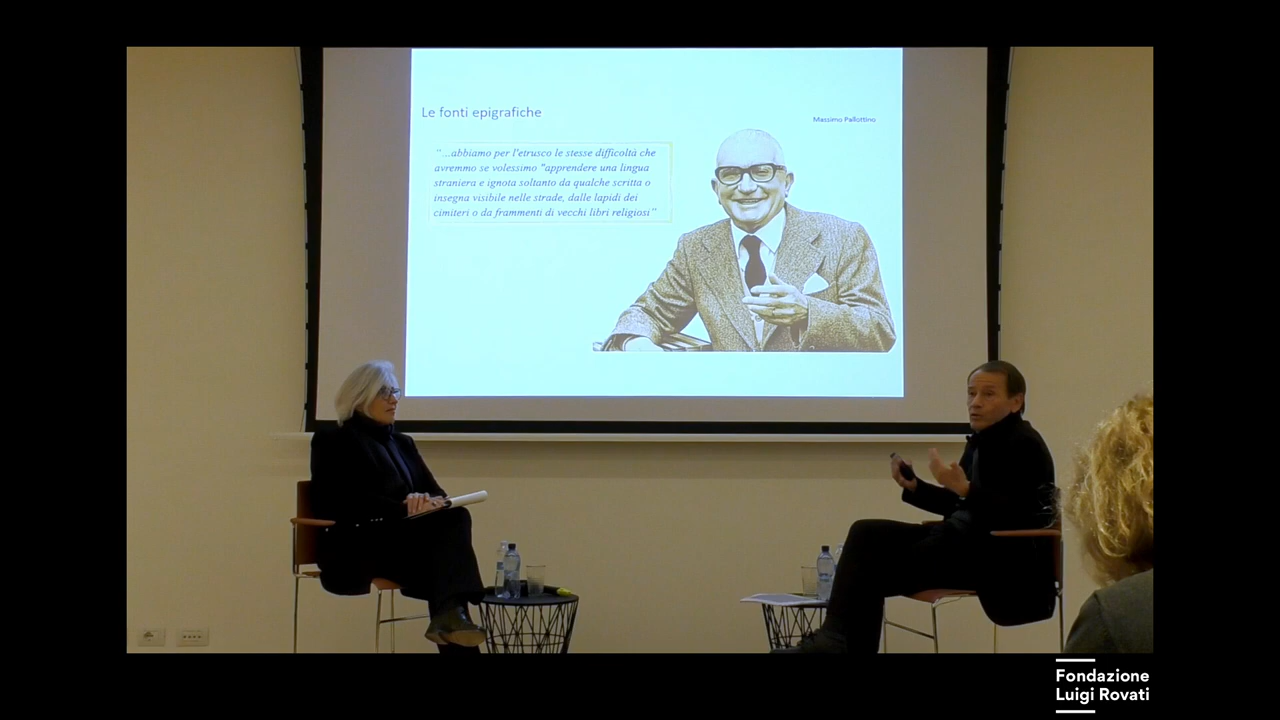 Le fonti epigrafiche
Massimo Pallottino
"...abbiamo per l'etrusco le stesse difficoltà che
avremmo se volessimo "apprendere una lingua
straniera e ignota soltanto da qualche scritta o
insegna visibile nelle strade, dalle lapidi dei
cimiteri o da frammenti di vecchi libri religiosi"
Fondazione
Luigi Rovati